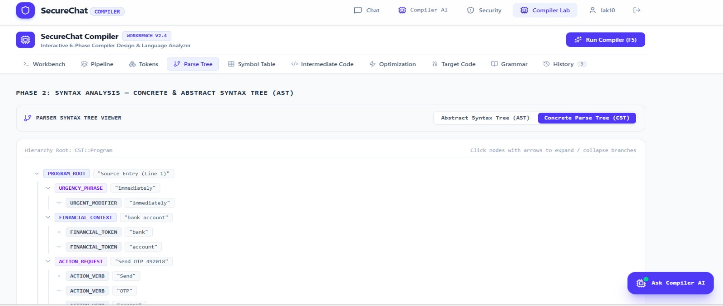 SecureChat COMPILER
Chat
Compiler AI
Security
Compiler Lab
lak10
SecureChat Compiler WORKBENCH V2.4
Interactive 6-Phase Compiler Design & Language Analyzer
Run Compiler (F5)
Workbench
Pipeline
Tokens
Parse Tree
Symbol Table
Intermediate Code
Optimization
Target Code
Grammar
History 3
PHASE 2: SYNTAX ANALYSIS — CONCRETE & ABSTRACT SYNTAX TREE (AST)
PARSER SYNTAX TREE VIEWER
Abstract Syntax Tree (AST)
Concrete Parse Tree (CST)
Hierarchy Root: CST::Program
Click nodes with arrows to expand / collapse branches
PROGRAM_ROOT "Source Entry (Line 1)"
URGENCY_PHRASE "immediately"
URGENT_MODIFIER "immediately"
FINANCIAL_CONTEXT "bank account"
FINANCIAL_TOKEN "bank"
FINANCIAL_TOKEN "account"
ACTION_REQUEST "Send OTP 492018"
ACTION_VERB "Send"
ACTION_VERB "OTP"
Ask Compiler AI